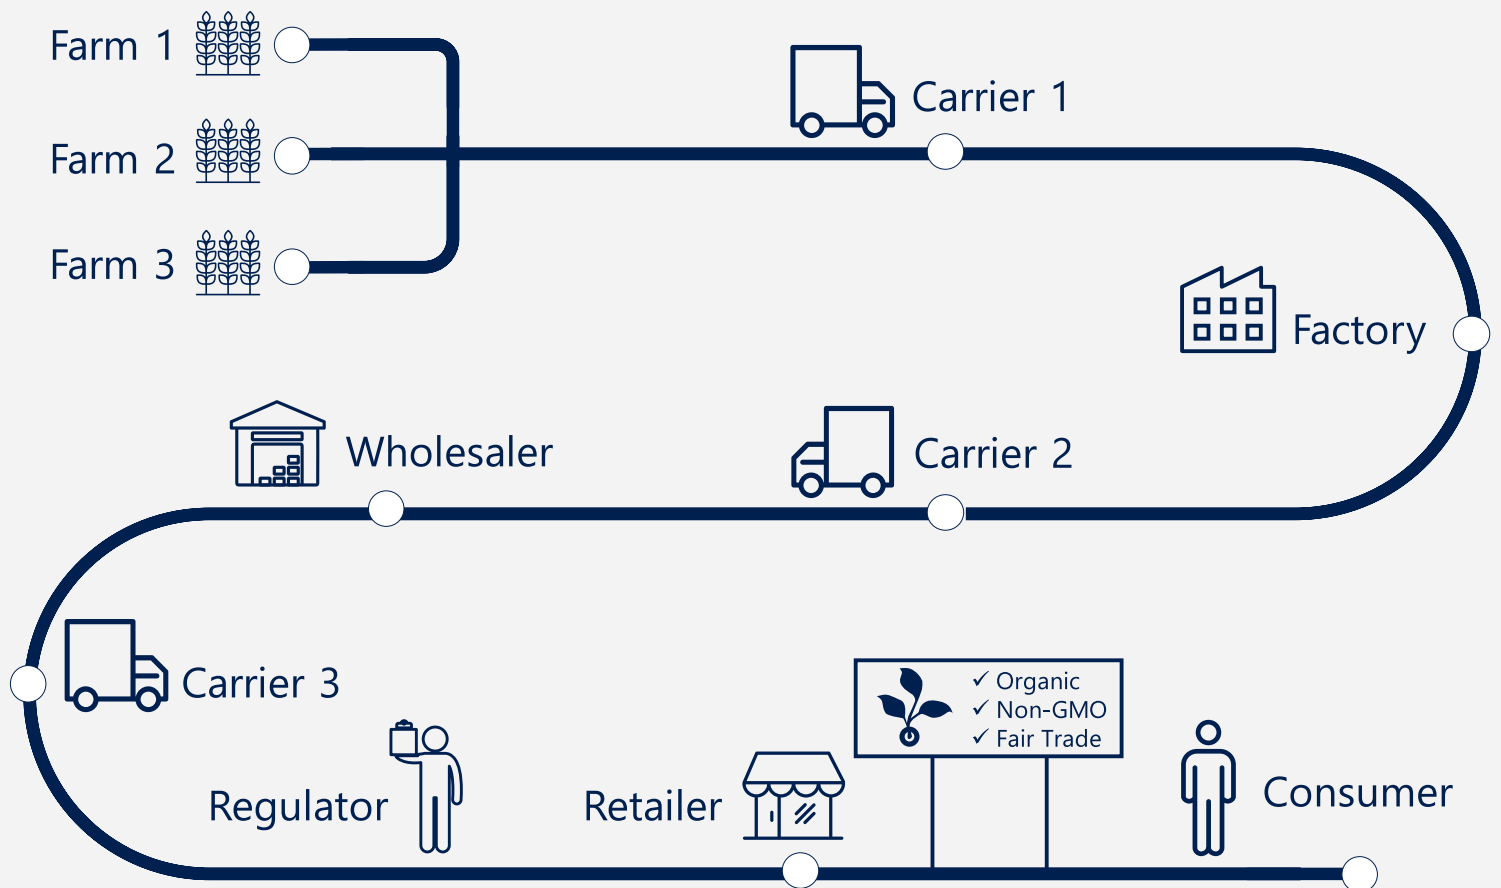 Farm 1
Carrier 1
Farm 2
Farm 3
Factory
Wholesaler
Carrier 2
Carrier 3
Organic
Non-GMO
Fair Trade
Regulator
Retailer
Consumer